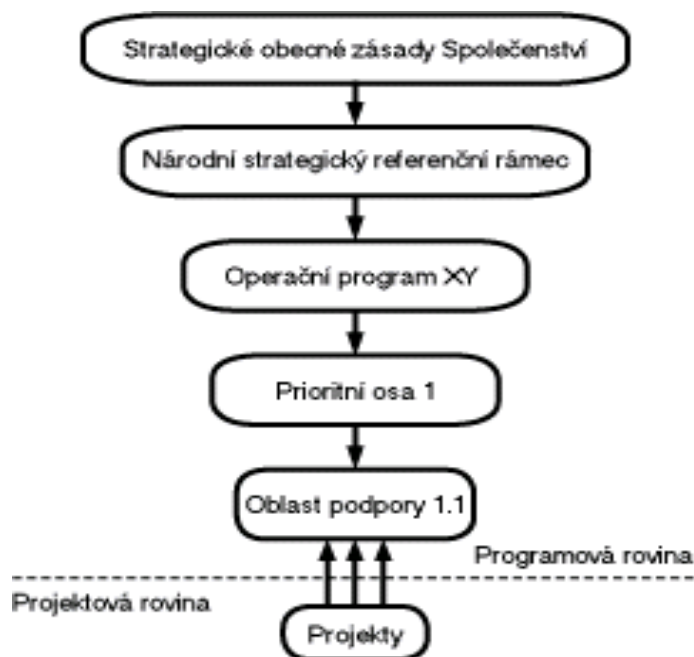 Strategické obecné zásady Společenství
Národní strategický referenční rámec
Operační program XY
Prioritní osa 1
Oblast podpory 1.1
Programová rovina
Projektová rovina
Projekty